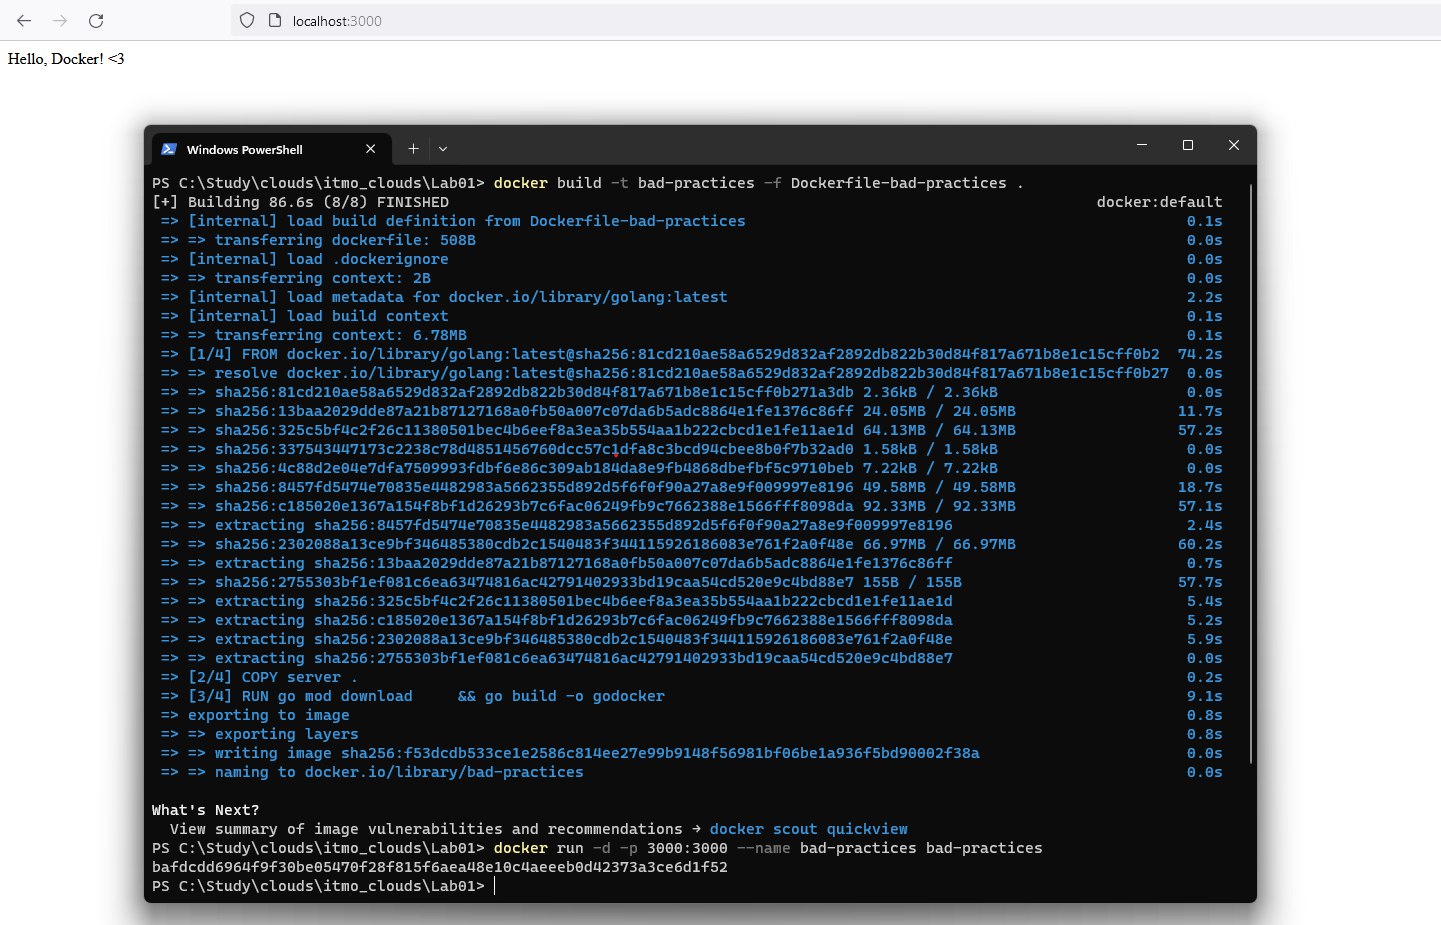 localhost:3000
Hello, Docker! <3
Windows PowerShell
PS C:\Study\clouds\itmo_clouds\Lab01> docker build -t bad-practices -f Dockerfile-bad-practices .
[+] Building 86.6s (8/8) FINISHED docker:default
=> [internal] load build definition from Dockerfile-bad-practices 0.1s
=> => transferring dockerfile: 508B 0.0s
=> [internal] load .dockerignore 0.0s
=> => transferring context: 2B 0.0s
=> [internal] load metadata for docker.io/library/golang:latest 2.2s
=> [internal] load build context 0.1s
=> => transferring context: 6.78MB 0.1s
=> [1/4] FROM docker.io/library/golang:latest@sha256:81cd210ae58a6529d832af2892db822b30d84f817a671b8e1c15cff0b2 74.2s
=> => resolve docker.io/library/golang:latest@sha256:81cd210ae58a6529d832af2892db822b30d84f817a671b8e1c15cff0b27 0.0s
=> => sha256:81cd210ae58a6529d832af2892db822b30d84f817a671b8e1c15cff0b271a3db 2.36kB / 2.36kB 0.0s
=> => sha256:13baa2029dde87a21b87127168a0fb50a007c07da6b5adc8864e1fe1376c86ff 24.05MB / 24.05MB 11.7s
=> => sha256:325c5bf4c2f26c11380501bec4b6eef8a3ea35b554aa1b222cbcd1e1fe11ae1d 64.13MB / 64.13MB 57.2s
=> => sha256:337543447173c2238c78d4851456760dcc57c1dfa8c3bcd94cbee8b0f7b32ad0 1.58kB / 1.58kB 0.0s
=> => sha256:4c88d2e04e7dfa7509993fdbf6e86c309ab184da8e9fb4868dbefbf5c9710beb 7.22kB / 7.22kB 0.0s
=> => sha256:8457fd5474e70835e4482983a5662355d892d5f6f0f90a27a8e9f009997e8196 49.58MB / 49.58MB 18.7s
=> => sha256:c185020e1367a154f8bf1d26293b7c6fac06249fb9c7662388e1566fff8098da 92.33MB / 92.33MB 57.1s
=> => extracting sha256:8457fd5474e70835e4482983a5662355d892d5f6f0f90a27a8e9f009997e8196 2.4s
=> => sha256:2302088a13ce9bf346485380cdb2c1540483f344115926186083e761f2a0f48e 66.97MB / 66.97MB 60.2s
=> => extracting sha256:13baa2029dde87a21b87127168a0fb50a007c07da6b5adc8864e1fe1376c86ff 0.7s
=> => sha256:2755303bf1ef081c6ea63474816ac42791402933bd19caa54cd520e9c4bd88e7 155B / 155B 57.7s
=> => extracting sha256:325c5bf4c2f26c11380501bec4b6eef8a3ea35b554aa1b222cbcd1e1fe11ae1d 5.4s
=> => extracting sha256:c185020e1367a154f8bf1d26293b7c6fac06249fb9c7662388e1566fff8098da 5.2s
=> => extracting sha256:2302088a13ce9bf346485380cdb2c1540483f344115926186083e761f2a0f48e 5.9s
=> => extracting sha256:2755303bf1ef081c6ea63474816ac42791402933bd19caa54cd520e9c4bd88e7 0.0s
=> [2/4] COPY server . 0.2s
=> [3/4] RUN go mod download && go build -o godocker 9.1s
=> exporting to image 0.8s
=> => exporting layers 0.8s
=> => writing image sha256:f53dcdb533ce1e2586c814ee27e99b9148f56981bf06be1a936f5bd90002f38a 0.0s
=> => naming to docker.io/library/bad-practices 0.0s
What's Next?
View summary of image vulnerabilities and recommendations → docker scout quickview
PS C:\Study\clouds\itmo_clouds\Lab01> docker run -d -p 3000:3000 --name bad-practices bad-practices
bafdcdd6964f9f30be05470f28f815f6aea48e10c4aeeeb0d42373a3ce6d1f52
PS C:\Study\clouds\itmo_clouds\Lab01>